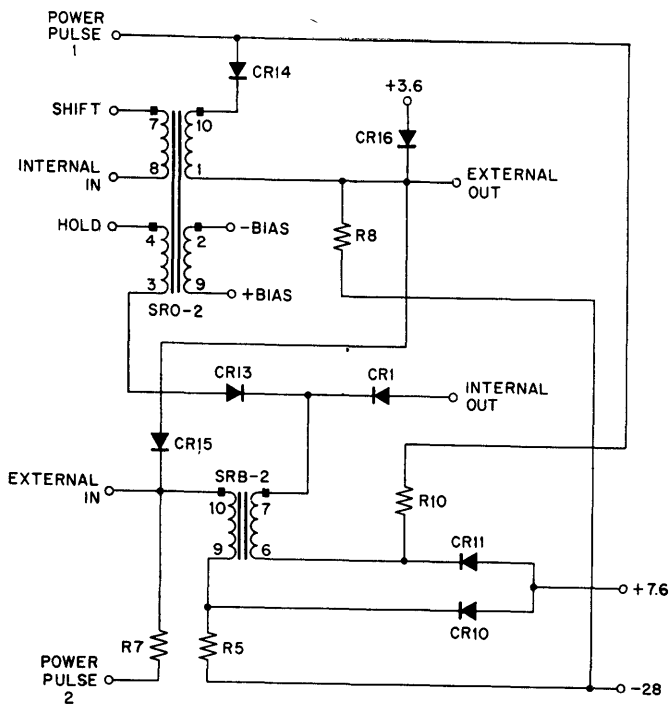 POWER
PULSE
1
CR14
+3.6
SHIFT
7
10
CR16
INTERNAL
IN
8
1
EXTERNAL
OUT
HOLD
4
2
-BIAS
R8
3
9
+BIAS
SRO-2
CR13
CR1
INTERNAL
OUT
CR15
EXTERNAL
IN
SRB-2
10
7
R10
9
6
CR11
+7.6
CR10
R7
R5
POWER
PULSE
2
-28